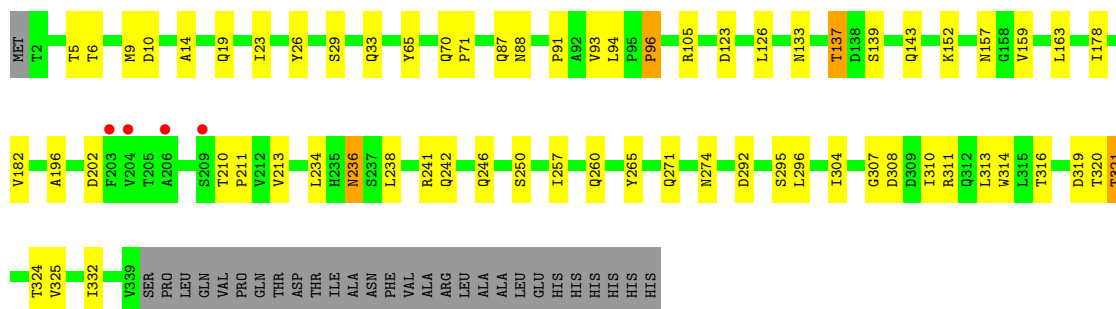 MET T2 T5 T6 M9 D10 A14 Q19 I23 Y26 S29 Q33 Y65 Q70 P71 Q87 N88 P91 A92 V93 L94 P95 P96 R105 D123 L126 N133 T137 D138 S139 Q143 K152 N157 G158 V159 L163 I178
V182 A196 D202 F203 V204 T205 A206 S209 T210 P211 V212 V213 L234 H235 N236 S237 L238 R241 Q242 Q246 S250 I257 Q260 Y265 Q271 N274 D292 S295 L296 I304 G307 D308 D309 I310 R311 Q312 L313 W314 L315 T316 D319 T320 T321
T324 V325 I332 V339 SER PRO LEU GLN VAL PRO GLN THR ASP THR ILE ALA ASN PHE VAL ALA ARG LEU ALA ALA LEU GLU HIS HIS HIS HIS HIS HIS